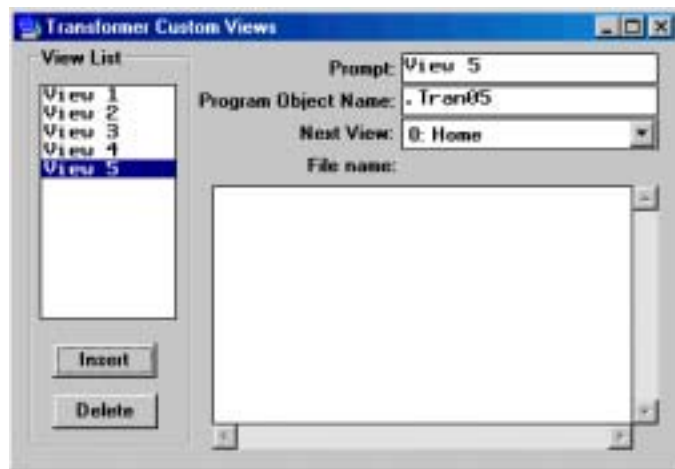 Transformer Custom Views
View List
View 1
View 2
View 3
View 4
View 5
Insert
Delete
Prompt: View 5
Program Object Name: .Tran05
Next View: 0: Home
File name: